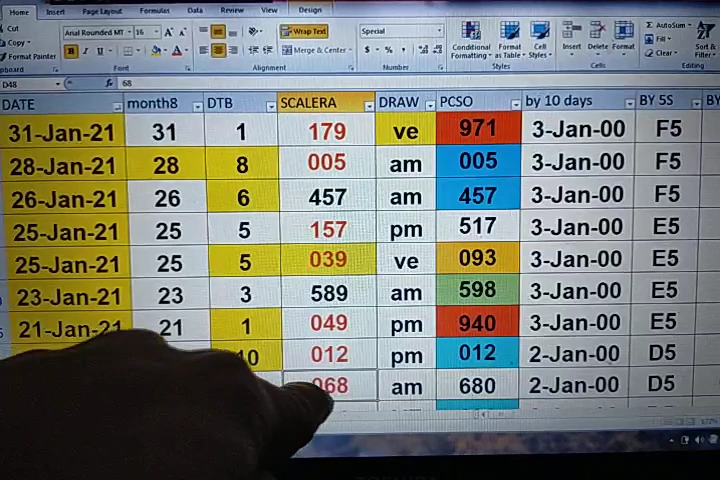 Home Insert Page Layout Formulas Data Review View Design
Cut
Copy
Format Painter
Arial Rounded MT 16 A A
B I U
Wrap Text
Merge & Center
Special
$ % ,
Conditional Formatting
Format as Table
Cell Styles
Insert Delete Format
Σ AutoSum
Fill
Clear
Sort & Filter
Font Alignment Number Styles Cells Editing
D48 fx 68
DATE month8 DTB SCALERA DRAW PCSO by 10 days BY 5S BY
31-Jan-21 31 1 179 ve 971 3-Jan-00 F5
28-Jan-21 28 8 005 am 005 3-Jan-00 F5
26-Jan-21 26 6 457 am 457 3-Jan-00 F5
25-Jan-21 25 5 157 pm 517 3-Jan-00 E5
25-Jan-21 25 5 039 ve 093 3-Jan-00 E5
23-Jan-21 23 3 589 am 598 3-Jan-00 E5
21-Jan-21 21 1 049 pm 940 3-Jan-00 E5
10 012 pm 012 2-Jan-00 D5
068 am 680 2-Jan-00 D5